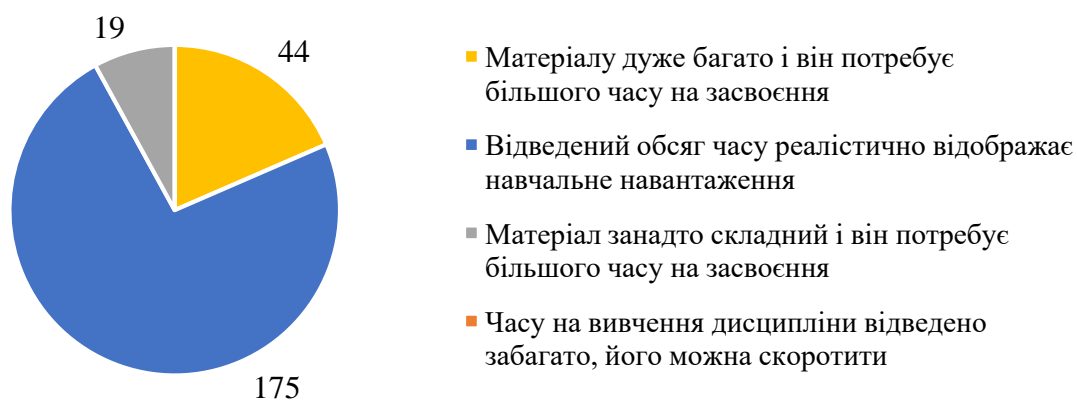 19
44
175
Матеріалу дуже багато і він потребує
більшого часу на засвоєння
Відведений обсяг часу реалістично відображає
навчальне навантаження
Матеріал занадто складний і він потребує
більшого часу на засвоєння
Часу на вивчення дисципліни відведено
забагато, його можна скоротити